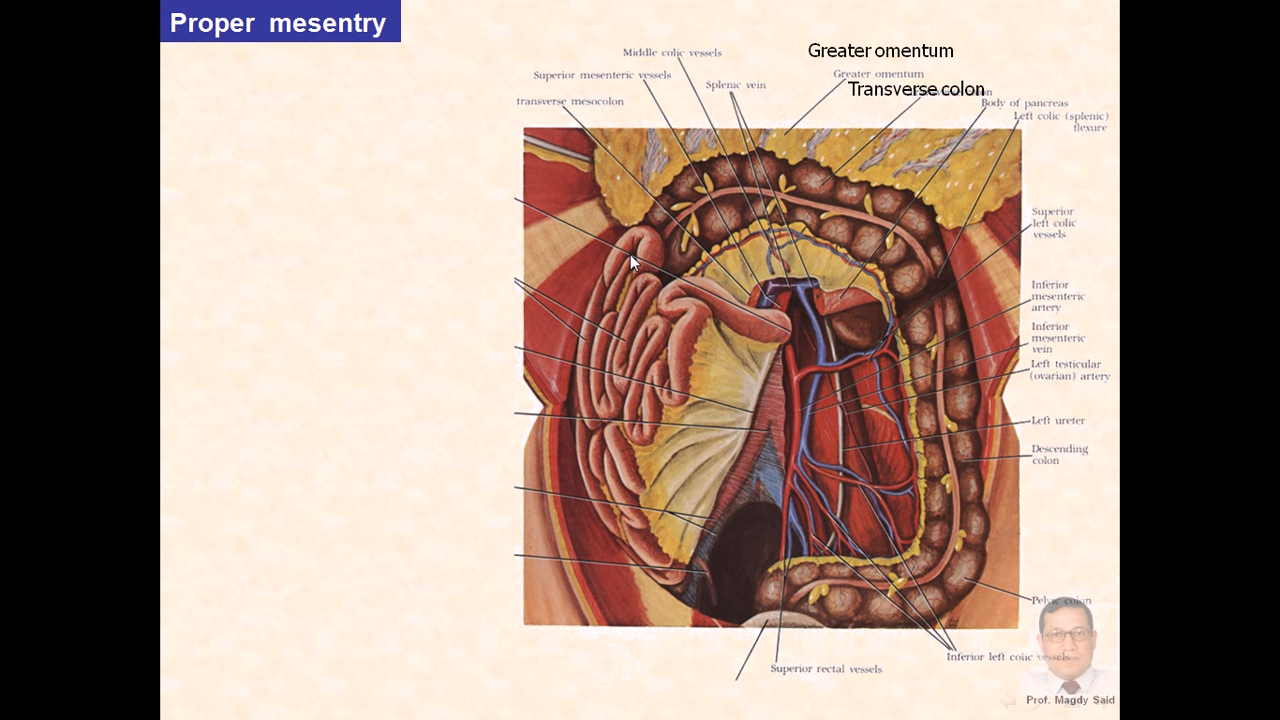 Proper mesentry
Greater omentum
Middle colic vessels
Superior mesenteric vessels
Greater omentum
Splenic vein
Transverse colon
transverse mesocolon
Body of pancreas
Left colic (splenic)
flexure
Superior
left colic
vessels
Inferior
mesenteric
artery
Inferior
mesenteric
vein
Left testicular
(ovarian) artery
Left ureter
Descending
colon
Pelvic colon
Inferior left colic vessels
Superior rectal vessels
Prof. Magdy Said